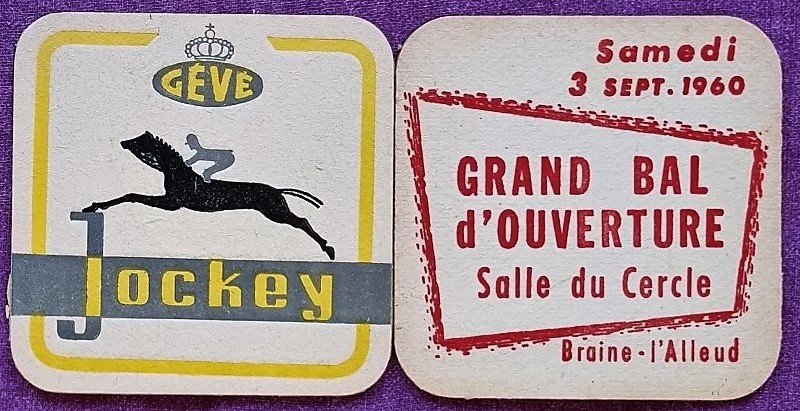 GÉVÉ
Jockey
Samedi
3 SEPT. 1960
GRAND BAL
d'OUVERTURE
Salle du Cercle
Braine-l'Alleud